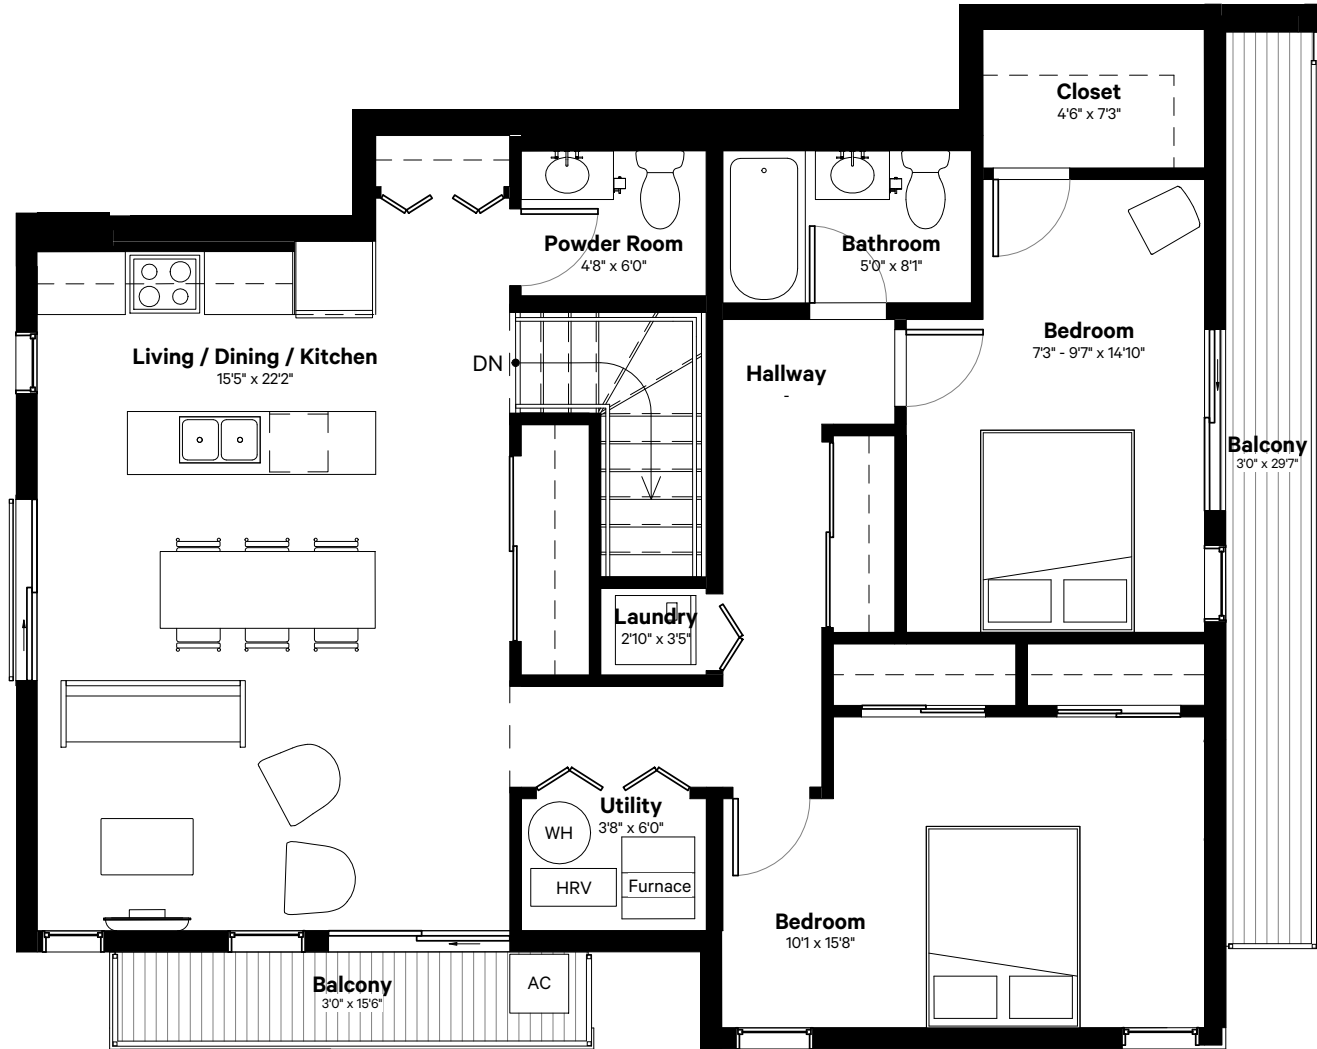 Closet
4'6" x 7'3"
Powder Room
4'8" x 6'0"
Bathroom
5'0" x 8'1"
Bedroom
7'3" - 9'7" x 14'10"
Living / Dining / Kitchen
15'5" x 22'2"
DN
Hallway
-
Balcony
3'0" x 29'7"
Laundry
2'10" x 3'5"
Utility
3'8" x 6'0"
WH
HRV
Furnace
Bedroom
10'1 x 15'8"
Balcony
3'0" x 15'6"
AC